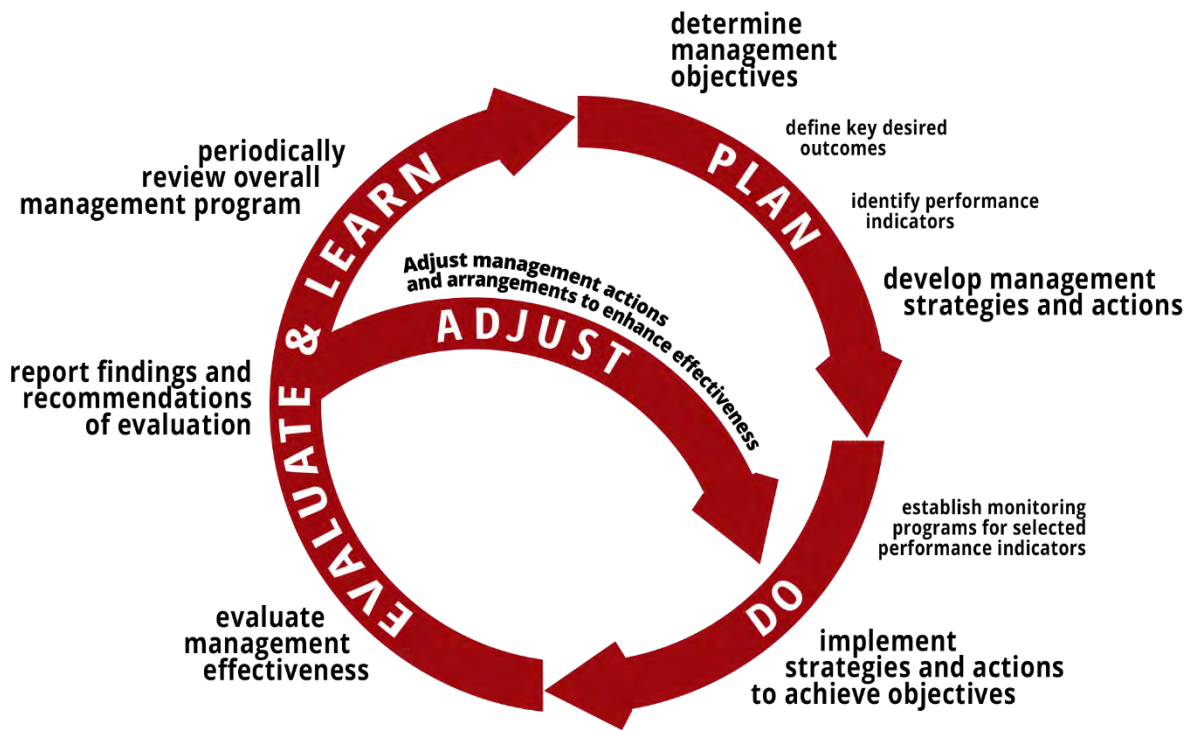 determine
management
objectives
define key desired
outcomes
identify performance
indicators
develop management
strategies and actions
PLAN
establish monitoring
programs for selected
performance indicators
DO
implement
strategies and actions
to achieve objectives
evaluate
management
effectiveness
report findings and
recommendations
of evaluation
periodically
review overall
management program
EVALUATE & LEARN
Adjust management actions
and arrangements to enhance effectiveness
ADJUST